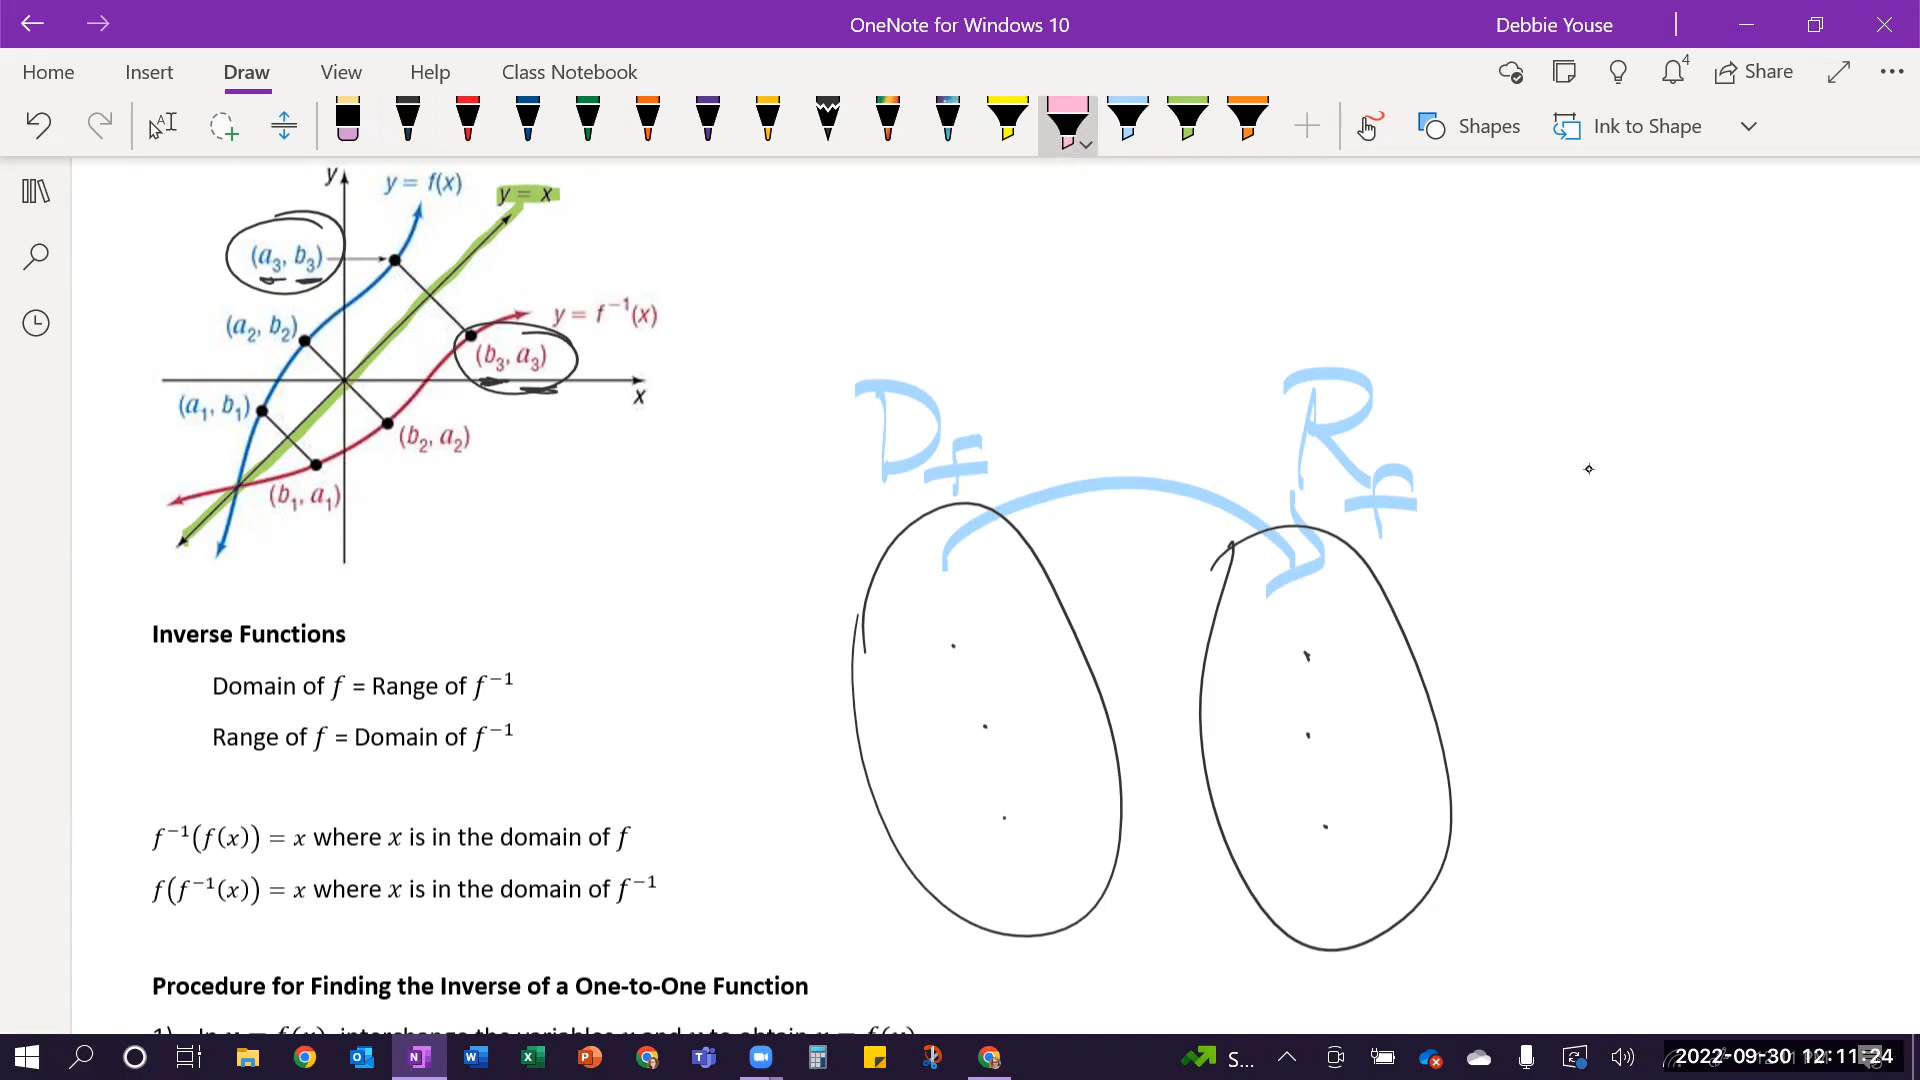 OneNote for Windows 10
Debbie Youse
Home Insert Draw View Help Class Notebook
4
Share
Shapes Ink to Shape
y
y = f(x)
y = x
(a₃, b₃)
y = f⁻¹(x)
(a₂, b₂)
(b₃, a₃)
x
(a₁, b₁)
(b₂, a₂)
(b₁, a₁)
D_f R_f
Inverse Functions
Domain of f = Range of f⁻¹
Range of f = Domain of f⁻¹
f⁻¹(f(x)) = x where x is in the domain of f
f(f⁻¹(x)) = x where x is in the domain of f⁻¹
Procedure for Finding the Inverse of a One-to-One Function
S...
2022-09-30 12:11:24